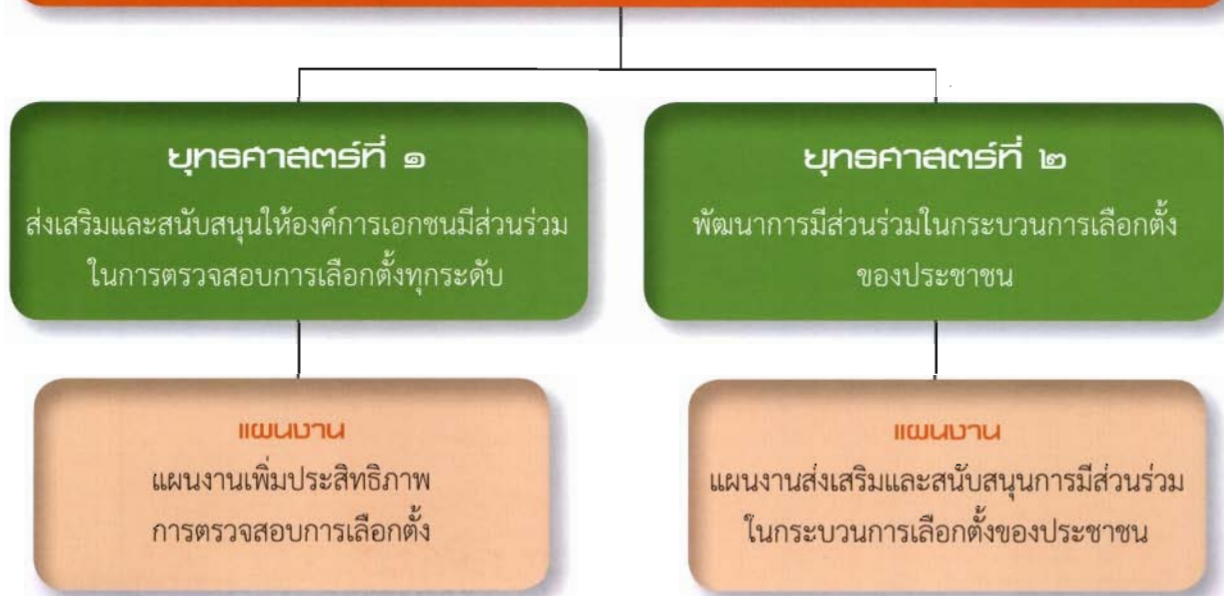 ยุทธศาสตร์ที่ ๑
ส่งเสริมและสนับสนุนให้องค์การเอกชนมีส่วนร่วม
ในการตรวจสอบการเลือกตั้งทุกระดับ
ยุทธศาสตร์ที่ ๒
พัฒนาการมีส่วนร่วมในกระบวนการเลือกตั้ง
ของประชาชน
แผนงาน
แผนงานเพิ่มประสิทธิภาพ
การตรวจสอบการเลือกตั้ง
แผนงาน
แผนงานส่งเสริมและสนับสนุนการมีส่วนร่วม
ในกระบวนการเลือกตั้งของประชาชน